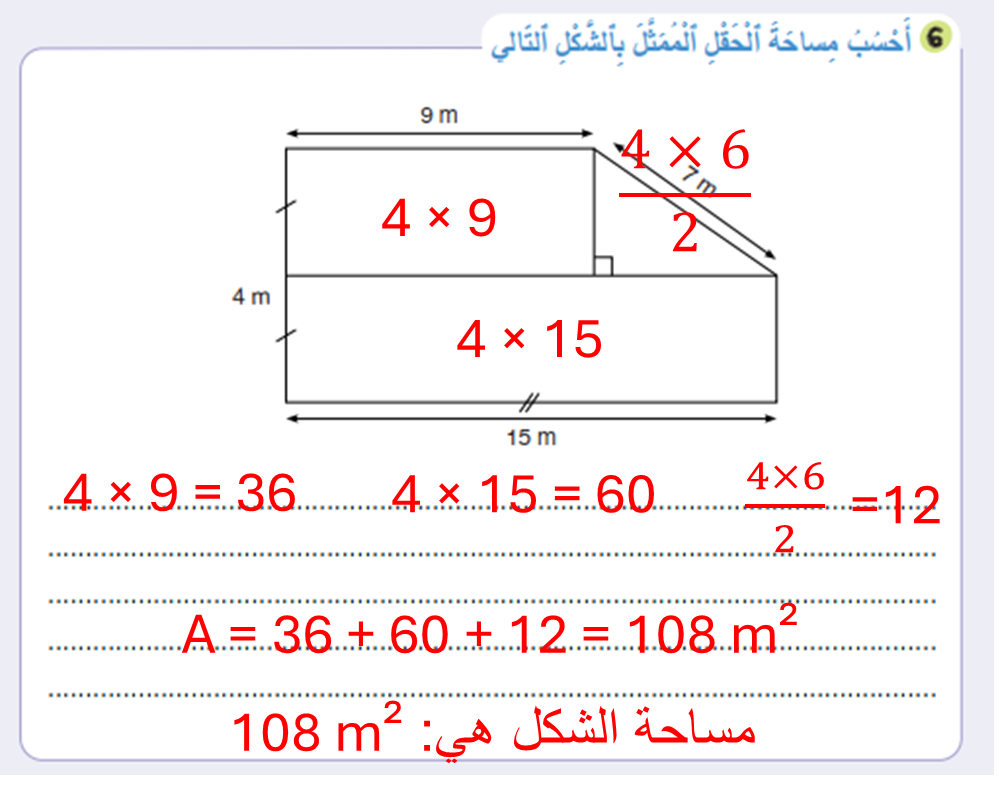 6 أَحْسُبُ مِساحَةَ ٱلْحَقْلِ ٱلْمُمَثَّلَ بِٱلشَّكْلِ ٱلتّالي
9 m
4 × 6
7 m
2
4 × 9
4 m
4 × 15
15 m
4 × 9 = 36
4 × 15 = 60
4×6
2
=12
A = 36 + 60 + 12 = 108 m²
مساحة الشكل هي: 108 m²